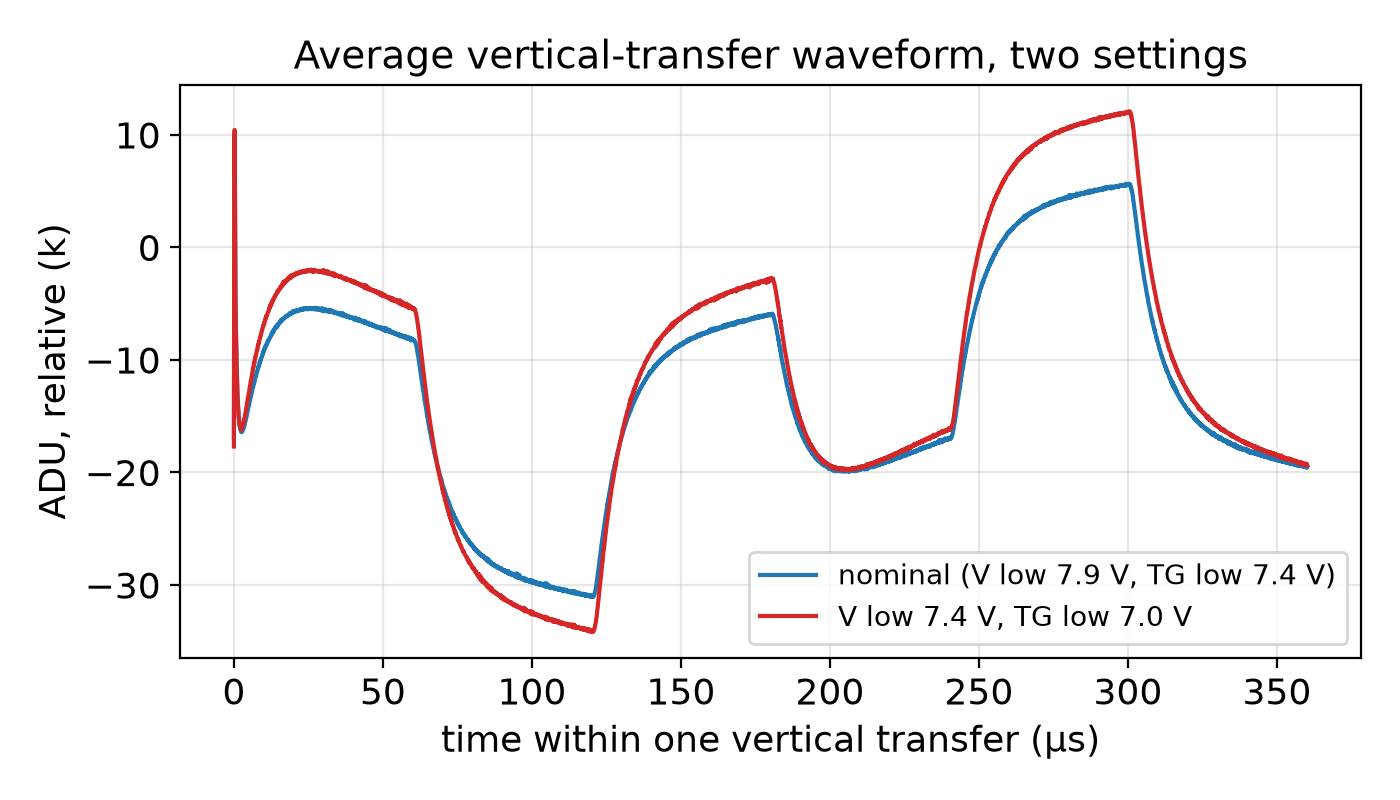 Average vertical-transfer waveform, two settings
ADU, relative (k)
10
0
−10
−20
−30
nominal (V low 7.9 V, TG low 7.4 V)
V low 7.4 V, TG low 7.0 V
0 50 100 150 200 250 300 350
time within one vertical transfer (µs)